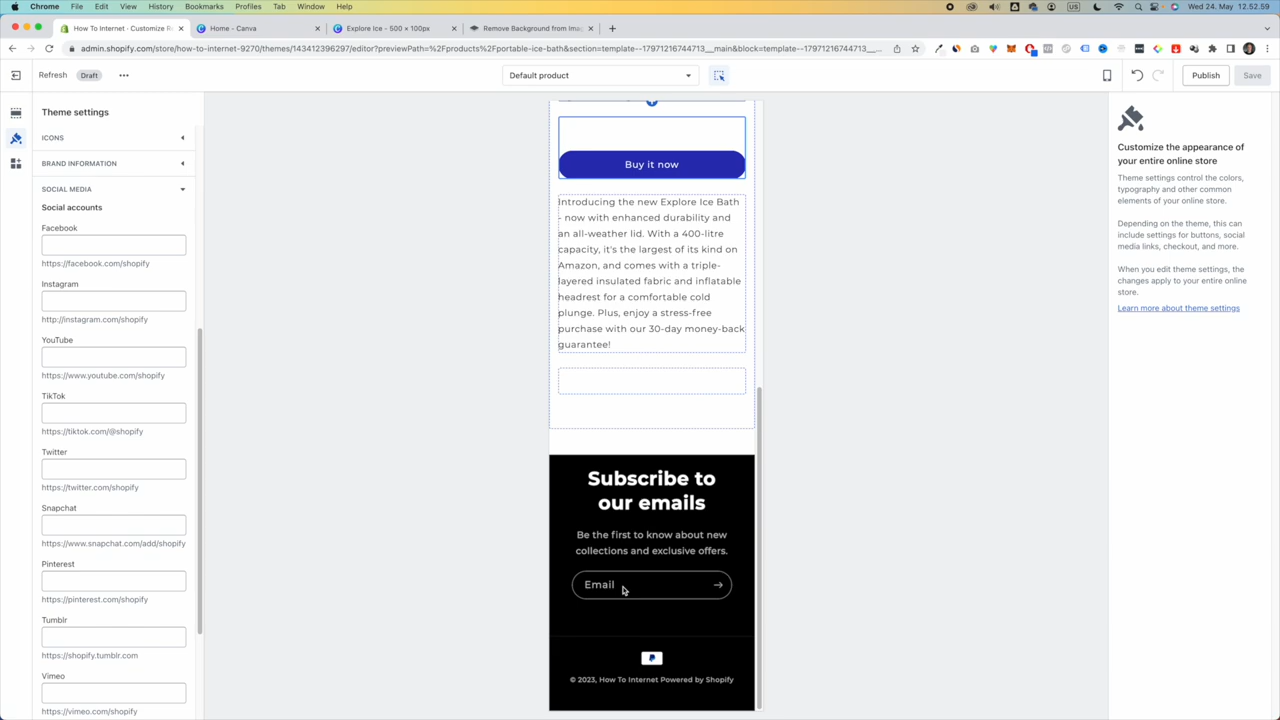 Chrome File Edit View History Bookmarks Profiles Tab Window Help
US
Wed 24. May 12.52.59
How To Internet · Customize R
Home - Canva
Explore Ice – 500 × 100px
Remove Background from Imag
admin.shopify.com/store/how-to-internet-9270/themes/143412396297/editor?previewPath=%2Fproducts%2Fportable-ice-bath&section=template--17971216744713__main&block=template--1797121674471З__...
Refresh
Draft
Default product
Publish
Save
Theme settings
ICONS
BRAND INFORMATION
SOCIAL MEDIA
Social accounts
Facebook
https://facebook.com/shopify
Instagram
http://instagram.com/shopify
YouTube
https://www.youtube.com/shopify
TikTok
https://tiktok.com/@shopify
Twitter
https://twitter.com/shopify
Snapchat
https://www.snapchat.com/add/shopify
Pinterest
https://pinterest.com/shopify
Tumblr
https://shopify.tumblr.com
Vimeo
https://vimeo.com/shopify
Buy it now
Introducing the new Explore Ice Bath
- now with enhanced durability and
an all-weather lid. With a 400-litre
capacity, it's the largest of its kind on
Amazon, and comes with a triple-
layered insulated fabric and inflatable
headrest for a comfortable cold
plunge. Plus, enjoy a stress-free
purchase with our 30-day money-back
guarantee!
Subscribe to
our emails
Be the first to know about new
collections and exclusive offers.
Email
© 2023, How To Internet Powered by Shopify
Customize the appearance of
your entire online store
Theme settings control the colors,
typography and other common
elements of your online store.
Depending on the theme, this can
include settings for buttons, social
media links, checkout, and more.
When you edit theme settings, the
changes apply to your entire online
store.
Learn more about theme settings